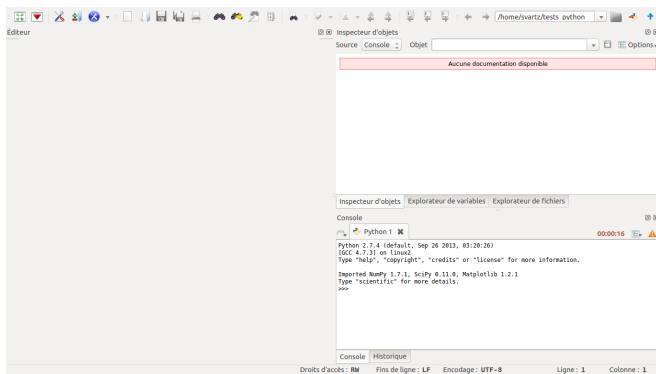 /home/svartz/tests_python
Éditeur
Inspecteur d'objets
Source Console Objet Options
Aucune documentation disponible
Inspecteur d'objets Explorateur de variables Explorateur de fichiers
Console
Python 1 00:00:16
Python 2.7.4 (default, Sep 26 2013, 03:20:26)
[GCC 4.7.3] on linux2
Type "help", "copyright", "credits" or "license" for more information.
Imported NumPy 1.7.1, SciPy 0.11.0, Matplotlib 1.2.1
Type "scientific" for more details.
>>>
Console Historique
Droits d'accès : RW Fins de ligne : LF Encodage : UTF-8 Ligne : 1 Colonne : 1